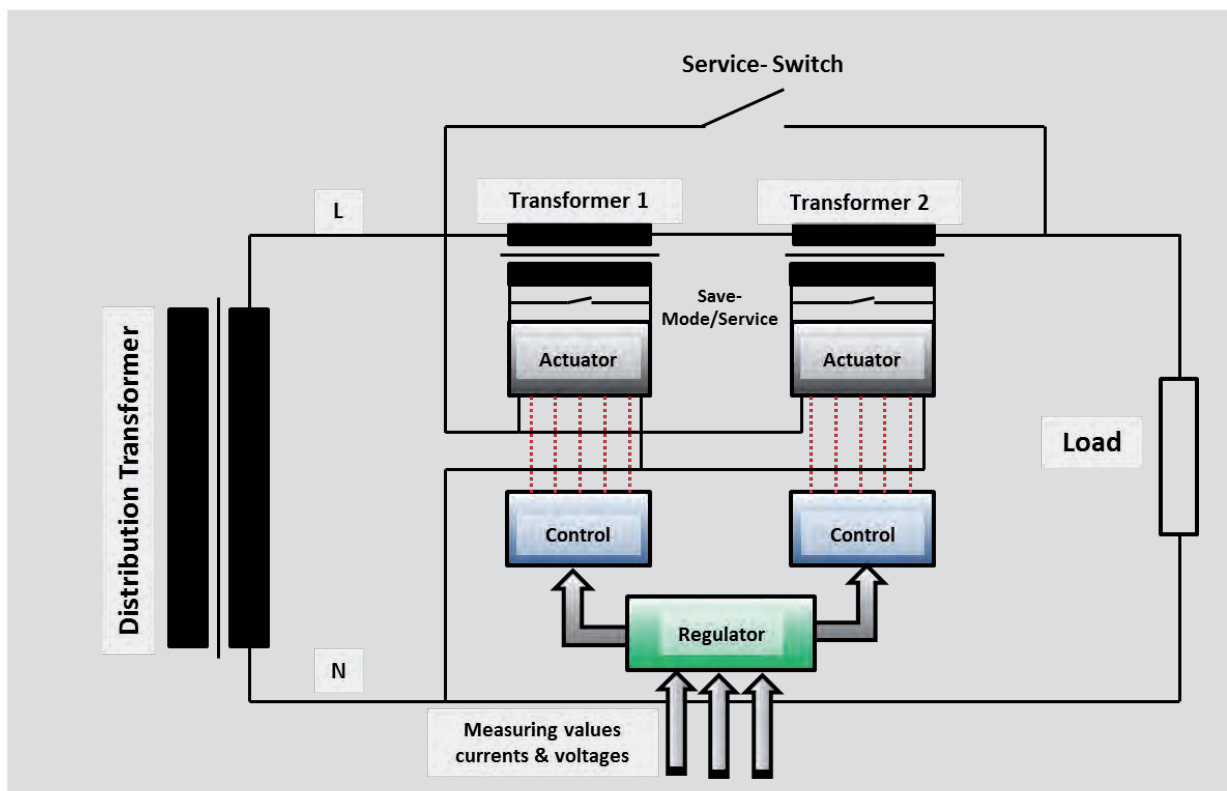 Service- Switch
L
Transformer 1
Transformer 2
Save-
Mode/Service
Distribution Transformer
Actuator
Actuator
Load
Control
Control
Regulator
N
Measuring values
currents & voltages